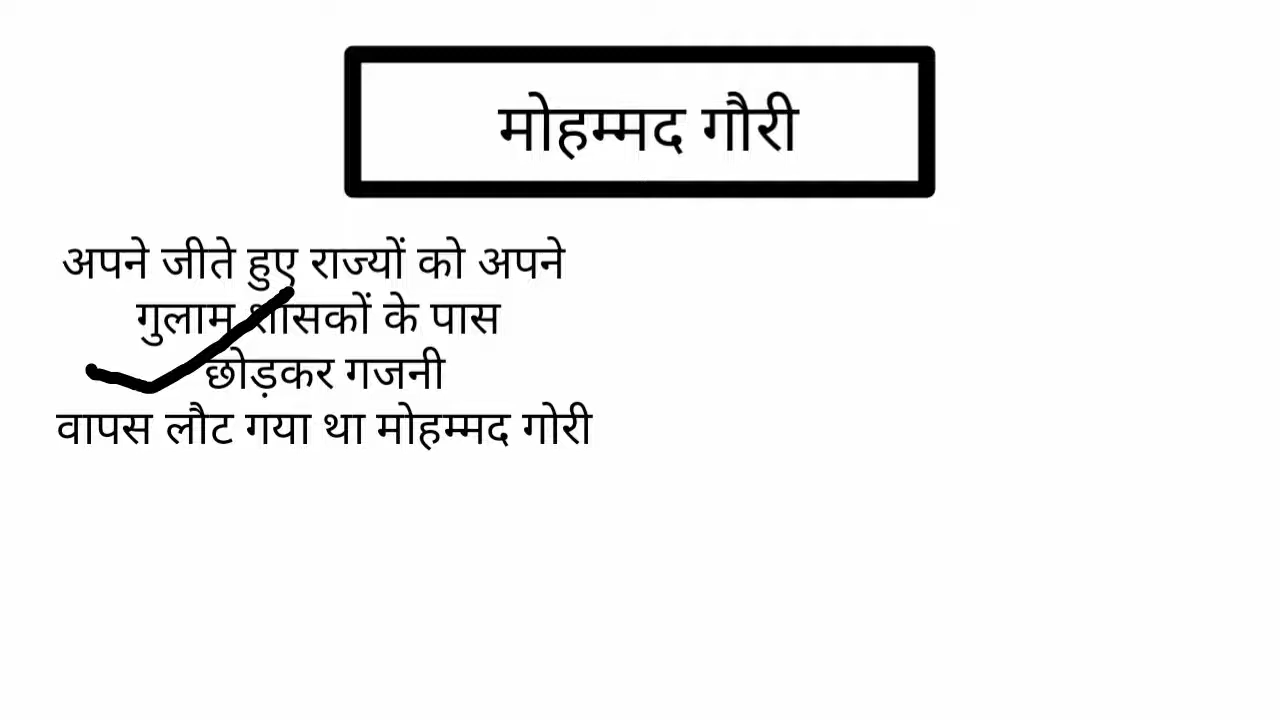 मोहम्मद गौरी
अपने जीते हुए राज्यों को अपने
गुलाम शासकों के पास
छोड़कर गजनी
वापस लौट गया था मोहम्मद गोरी